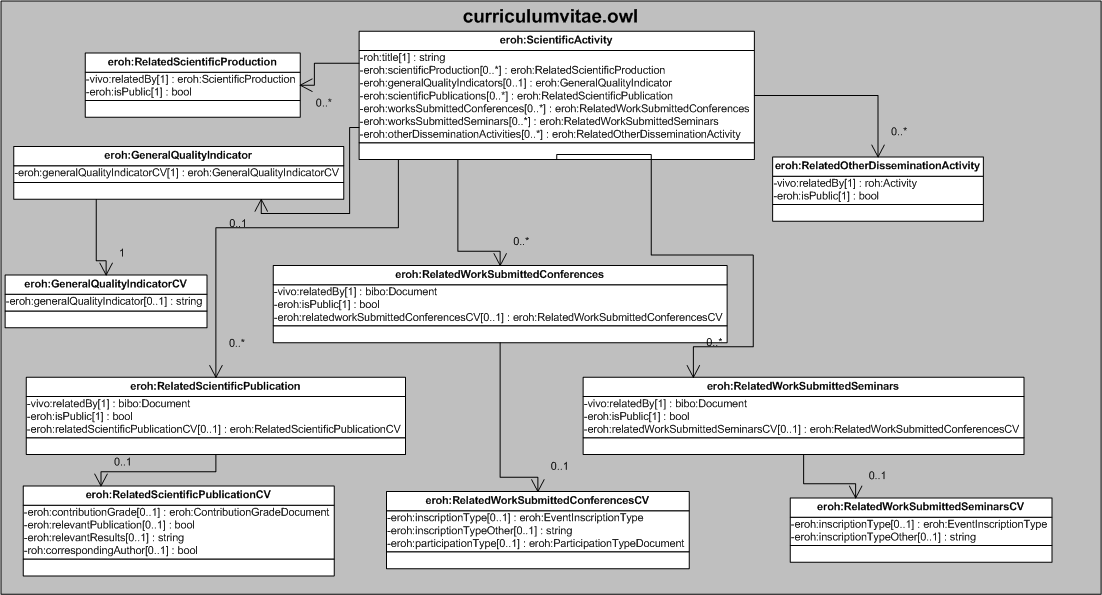 curriculumvitae.owl
eroh:ScientificActivity
-roh:title[1] : string
-eroh:scientificProduction[0..*] : eroh:RelatedScientificProduction
-eroh:generalQualityIndicators[0..1] : eroh:GeneralQualityIndicator
-eroh:scientificPublications[0..*] : eroh:RelatedScientificPublication
-eroh:worksSubmittedConferences[0..*] : eroh:RelatedWorkSubmittedConferences
-eroh:worksSubmittedSeminars[0..*] : eroh:RelatedWorkSubmittedSeminars
-eroh:otherDisseminationActivities[0..*] : eroh:RelatedOtherDisseminationActivity
eroh:RelatedScientificProduction
-vivo:relatedBy[1] : eroh:ScientificProduction
-eroh:isPublic[1] : bool
0..*
0..*
eroh:GeneralQualityIndicator
-eroh:generalQualityIndicatorCV[1] : eroh:GeneralQualityIndicatorCV
eroh:RelatedOtherDisseminationActivity
-vivo:relatedBy[1] : roh:Activity
-eroh:isPublic[1] : bool
0..1
0..*
1
eroh:GeneralQualityIndicatorCV
-eroh:generalQualityIndicator[0..1] : string
eroh:RelatedWorkSubmittedConferences
-vivo:relatedBy[1] : bibo:Document
-eroh:isPublic[1] : bool
-eroh:relatedworkSubmittedConferencesCV[0..1] : eroh:RelatedWorkSubmittedConferencesCV
0..*
0..*
eroh:RelatedScientificPublication
-vivo:relatedBy[1] : bibo:Document
-eroh:isPublic[1] : bool
-eroh:relatedScientificPublicationCV[0..1] : eroh:RelatedScientificPublicationCV
eroh:RelatedWorkSubmittedSeminars
-vivo:relatedBy[1] : bibo:Document
-eroh:isPublic[1] : bool
-eroh:relatedWorkSubmittedSeminarsCV[0..1] : eroh:RelatedWorkSubmittedConferencesCV
0..1
0..1
0..1
eroh:RelatedScientificPublicationCV
-eroh:contributionGrade[0..1] : eroh:ContributionGradeDocument
-eroh:relevantPublication[0..1] : bool
-eroh:relevantResults[0..1] : string
-roh:correspondingAuthor[0..1] : bool
eroh:RelatedWorkSubmittedConferencesCV
-eroh:inscriptionType[0..1] : eroh:EventInscriptionType
-eroh:inscriptionTypeOther[0..1] : string
-eroh:participationType[0..1] : eroh:ParticipationTypeDocument
eroh:RelatedWorkSubmittedSeminarsCV
-eroh:inscriptionType[0..1] : eroh:EventInscriptionType
-eroh:inscriptionTypeOther[0..1] : string